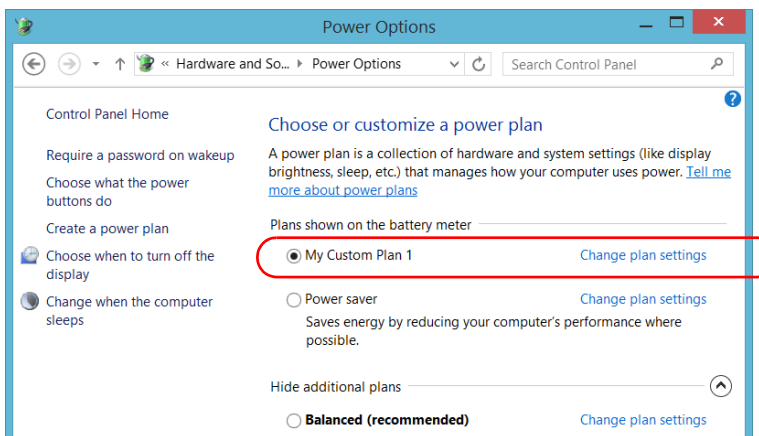 Power Options
« Hardware and So... Power Options
Search Control Panel
Control Panel Home
Require a password on wakeup
Choose what the power
buttons do
Create a power plan
Choose when to turn off the
display
Change when the computer
sleeps
Choose or customize a power plan
A power plan is a collection of hardware and system settings (like display
brightness, sleep, etc.) that manages how your computer uses power. Tell me
more about power plans
Plans shown on the battery meter
My Custom Plan 1 Change plan settings
Power saver Change plan settings
Saves energy by reducing your computer's performance where
possible.
Hide additional plans
Balanced (recommended) Change plan settings